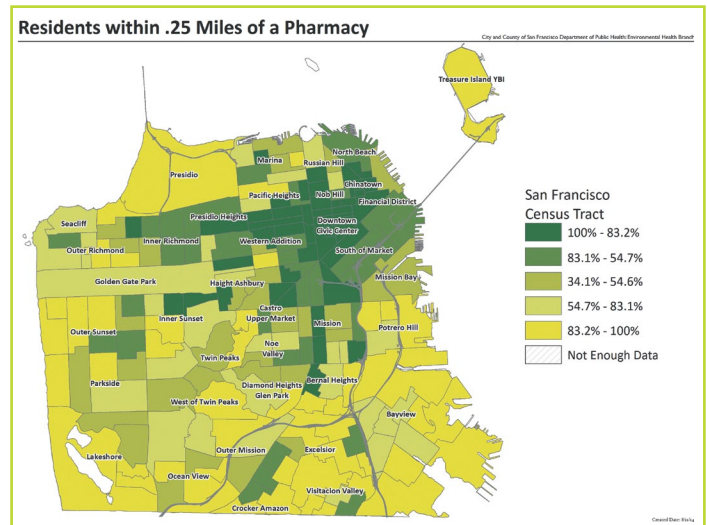 Residents within .25 Miles of a Pharmacy
City and County of San Francisco Department of Public Health Environmental Health Branch
Treasure Island YBI
North Beach
Marina
Russian Hill
Presidio
Chinatown
Pacific Heights
Nob Hill
Financial District
Seacliff
Presidio Heights
Downtown
Civic Center
Inner Richmond
Western Addition
Outer Richmond
South of Market
Golden Gate Park
Haight Ashbury
Mission Bay
Castro
Upper Market
Inner Sunset
Mission
Outer Sunset
Potrero Hill
Noe
Valley
Twin Peaks
Parkside
Diamond Heights
Bernal Heights
Glen Park
West of Twin Peaks
Bayview
Lakeshore
Outer Mission
Excelsior
Ocean View
Visitacion Valley
Crocker Amazon
San Francisco
Census Tract
100% - 83.2%
83.1% - 54.7%
34.1% - 54.6%
54.7% - 83.1%
83.2% - 100%
Not Enough Data